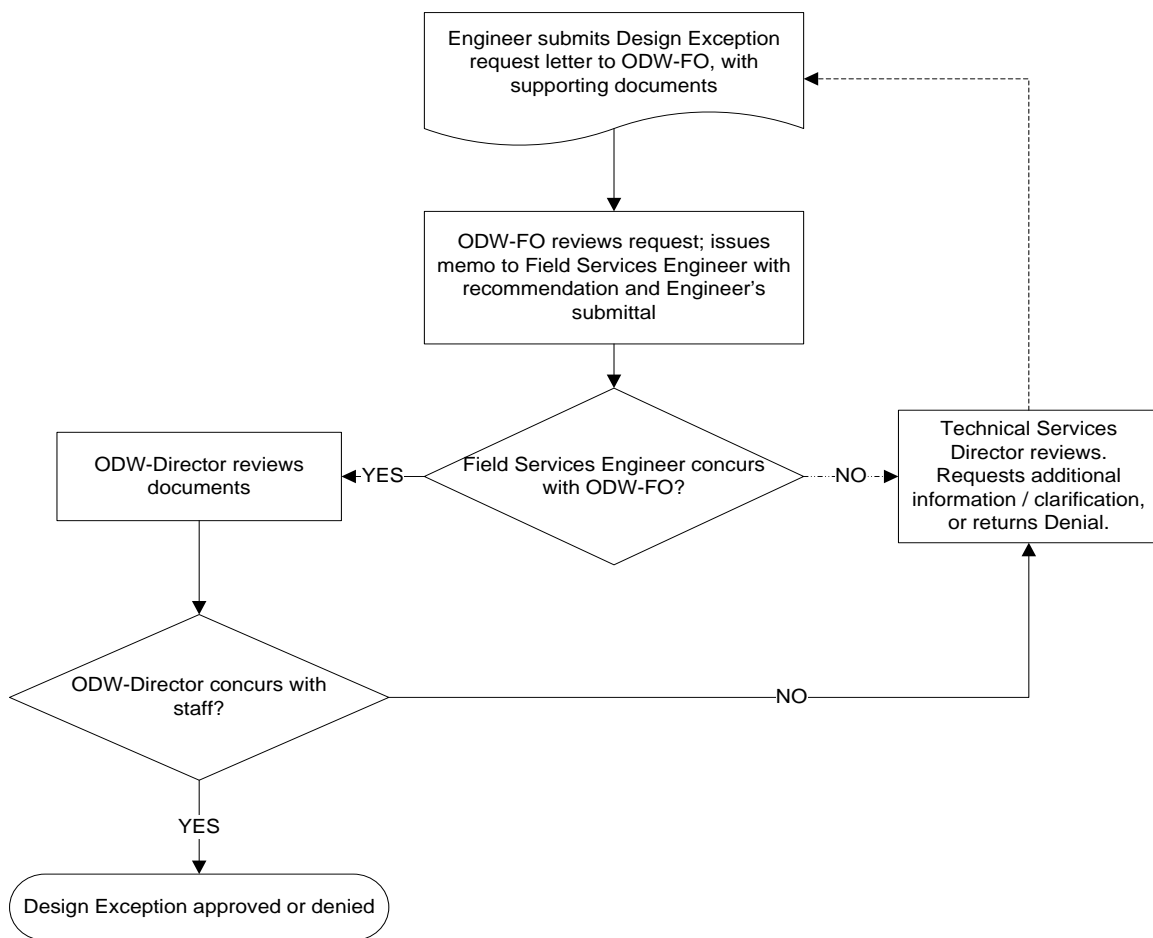 Engineer submits Design Exception
request letter to ODW-FO, with
supporting documents
ODW-FO reviews request; issues
memo to Field Services Engineer with
recommendation and Engineer’s
submittal
ODW-Director reviews
documents
YES
Field Services Engineer concurs
with ODW-FO?
NO
Technical Services
Director reviews.
Requests additional
information / clarification,
or returns Denial.
ODW-Director concurs with
staff?
NO
YES
Design Exception approved or denied